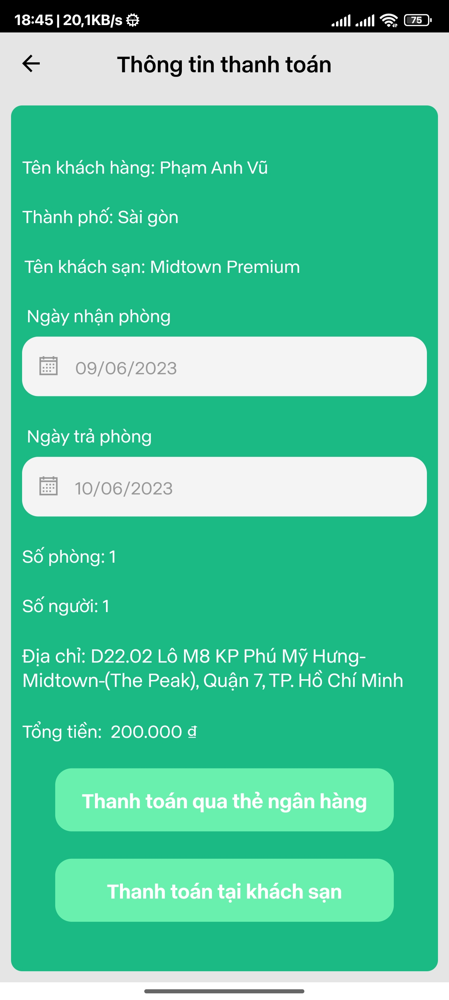 18:45 | 20,1KB/s
75
Thông tin thanh toán
Tên khách hàng: Phạm Anh Vũ
Thành phố: Sài gòn
Tên khách sạn: Midtown Premium
Ngày nhận phòng
09/06/2023
Ngày trả phòng
10/06/2023
Số phòng: 1
Số người: 1
Địa chỉ: D22.02 Lô M8 KP Phú Mỹ Hưng-
Midtown-(The Peak), Quận 7, TP. Hồ Chí Minh
Tổng tiền: 200.000 ₫
Thanh toán qua thẻ ngân hàng
Thanh toán tại khách sạn